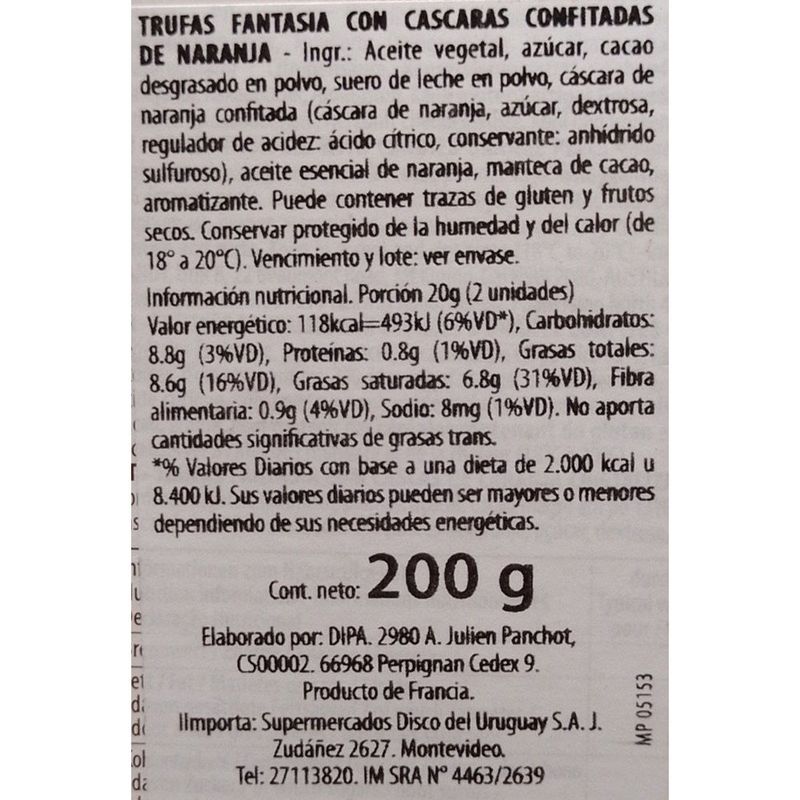 TRUFAS FANTASIA CON CASCARAS CONFITADAS
DE NARANJA - Ingr.: Aceite vegetal, azúcar, cacao
desgrasado en polvo, suero de leche en polvo, cáscara de
naranja confitada (cáscara de naranja, azúcar, dextrosa,
regulador de acidez: ácido cítrico, conservante: anhídrido
sulfuroso), aceite esencial de naranja, manteca de cacao,
aromatizante. Puede contener trazas de gluten y frutos
secos. Conservar protegido de la humedad y del calor (de
18° a 20°C). Vencimiento y lote: ver envase.
Información nutricional. Porción 20g (2 unidades)
Valor energético: 118kcal=493kJ (6%VD*), Carbohidratos:
8.8g (3%VD), Proteínas: 0.8g (1%VD), Grasas totales:
8.6g (16%VD), Grasas saturadas: 6.8g (31%VD), Fibra
alimentaria: 0.9g (4%VD), Sodio: 8mg (1%VD). No aporta
cantidades significativas de grasas trans.
*% Valores Diarios con base a una dieta de 2.000 kcal u
8.400 kJ. Sus valores diarios pueden ser mayores o menores
dependiendo de sus necesidades energéticas.
Cont. neto: 200 g
Elaborado por: DIPA. 2980 A. Julien Panchot,
CS00002. 66968 Perpignan Cedex 9.
Producto de Francia.
IImporta: Supermercados Disco del Uruguay S.A. J.
Zudáñez 2627. Montevideo.
Tel: 27113820. IM SRA N° 4463/2639
MP 05153